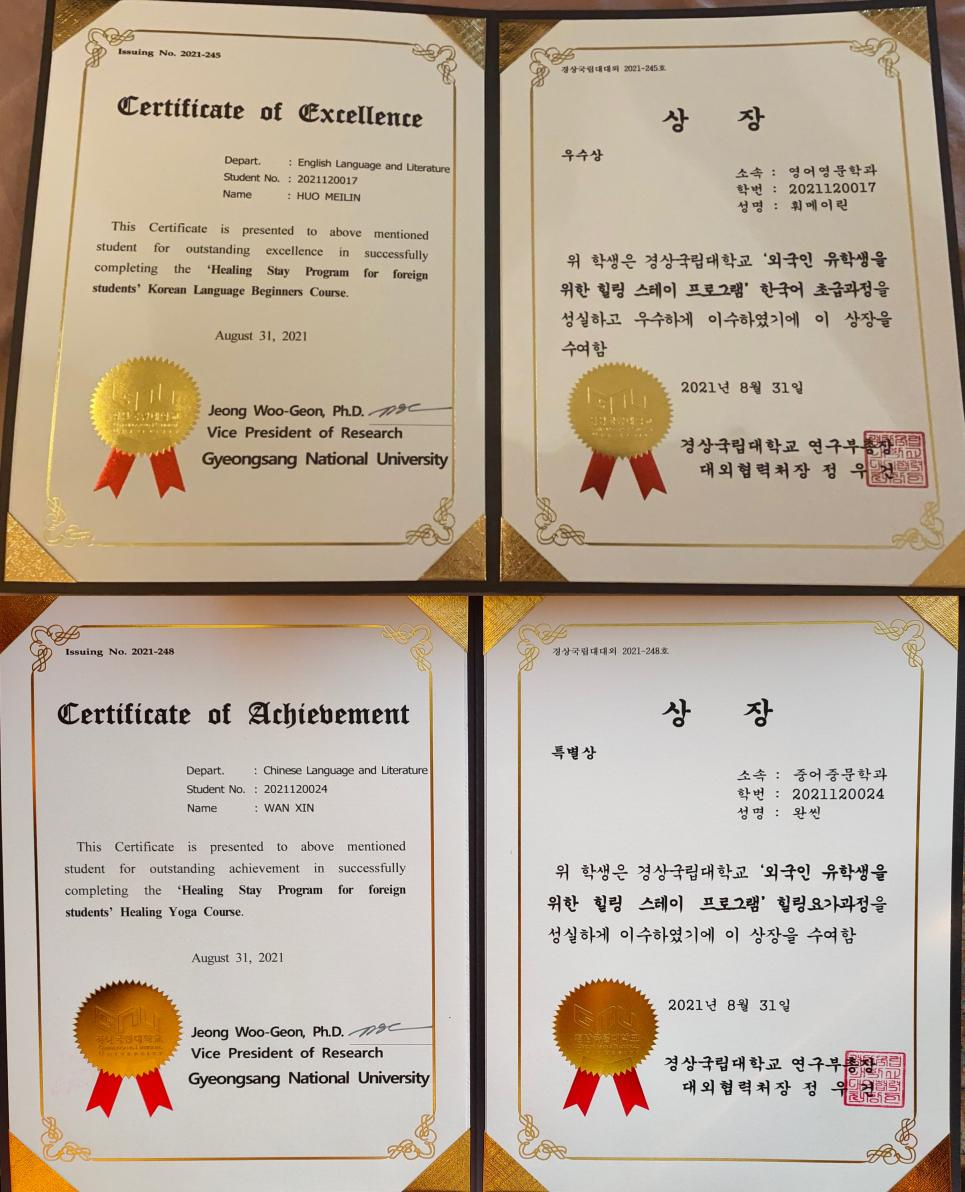 Issuing No. 2021-245
Certificate of Excellence
Depart. : English Language and Literature
Student No. : 2021120017
Name : HUO MEILIN
This Certificate is presented to above mentioned
student for outstanding excellence in successfully
completing the ‘Healing Stay Program for foreign
students’ Korean Language Beginners Course.
August 31, 2021
Jeong Woo-Geon, Ph.D.
Vice President of Research
Gyeongsang National University
경상국립대대외 2021-245호
상 장
우수상
소속 : 영어영문학과
학번 : 2021120017
성명 : 훠메이린
위 학생은 경상국립대학교 ‘외국인 유학생을
위한 힐링 스테이 프로그램’ 한국어 초급과정을
성실하고 우수하게 이수하였기에 이 상장을
수여함
2021년 8월 31일
경상국립대학교 연구부총장
대외협력처장 정 우 건
Issuing No. 2021-248
Certificate of Achievement
Depart. : Chinese Language and Literature
Student No. : 2021120024
Name : WAN XIN
This Certificate is presented to above mentioned
student for outstanding achievement in successfully
completing the ‘Healing Stay Program for foreign
students’ Healing Yoga Course.
August 31, 2021
Jeong Woo-Geon, Ph.D.
Vice President of Research
Gyeongsang National University
경상국립대대외 2021-248호
상 장
특별상
소속 : 중어중문학과
학번 : 2021120024
성명 : 완씬
위 학생은 경상국립대학교 ‘외국인 유학생을
위한 힐링 스테이 프로그램’ 힐링요가과정을
성실하게 이수하였기에 이 상장을 수여함
2021년 8월 31일
경상국립대학교 연구부총장
대외협력처장 정 우 건